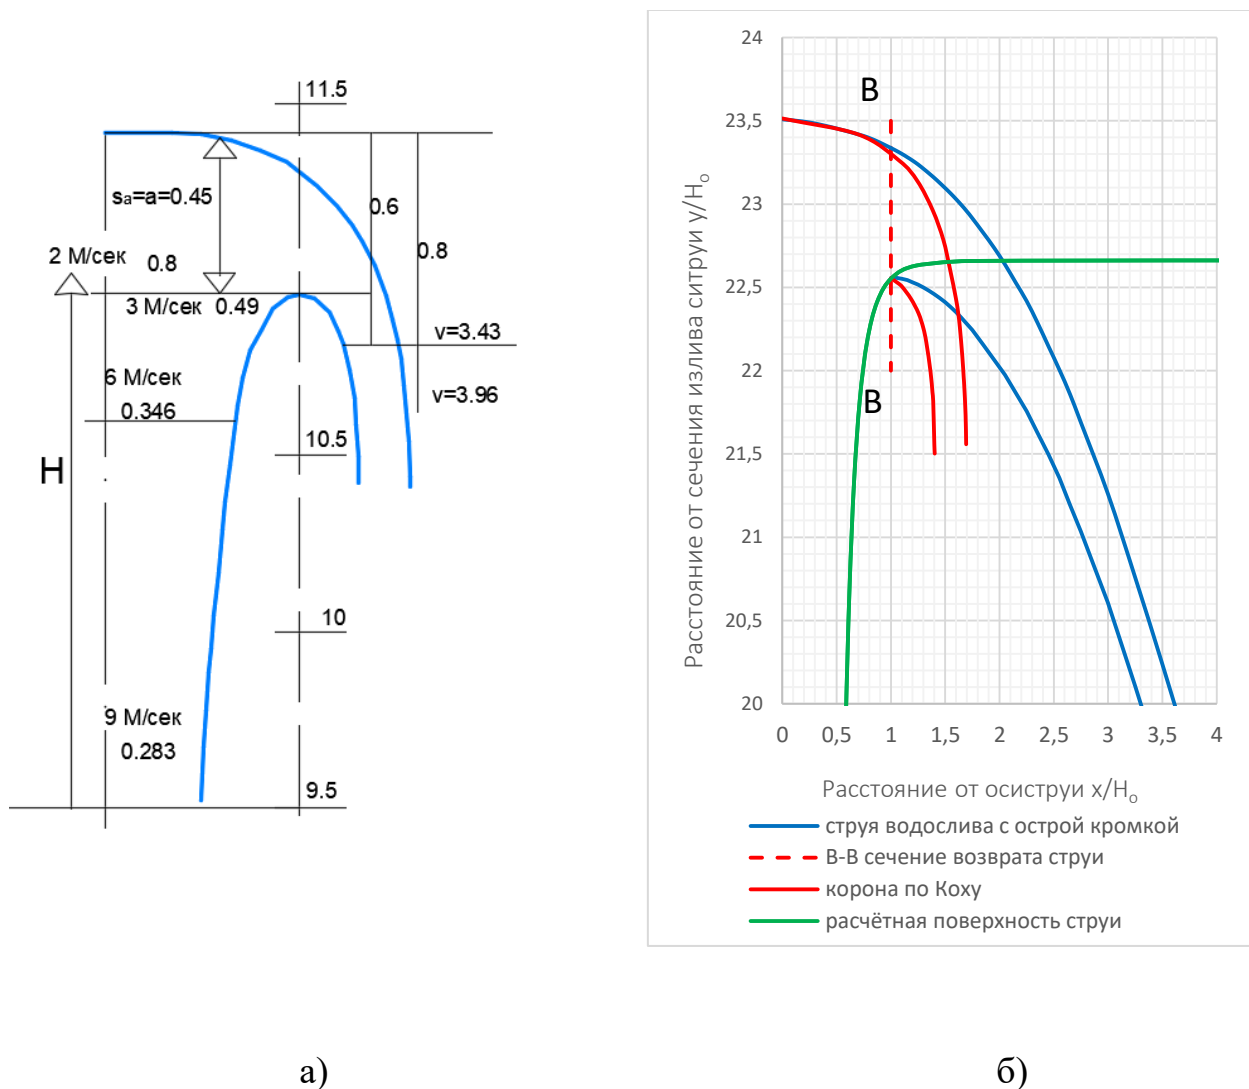 11.5
sa=a=0.45
0.6
2 М/сек
0.8
0.8
3 М/сек
0.49
v=3.43
6 М/сек
v=3.96
0.346
10.5
H
10
9 М/сек
0.283
9.5
а)
24
23,5
23
22,5
22
21,5
21
20,5
20
B
B
0
0,5
1
1,5
2
2,5
3
3,5
4
Расстояние от сечения излива ситруи y/Hо
Расстояние от осиструи x/Hо
струя водослива с острой кромкой
В-В сечение возврата струи
корона по Коху
расчётная поверхность струи
б)